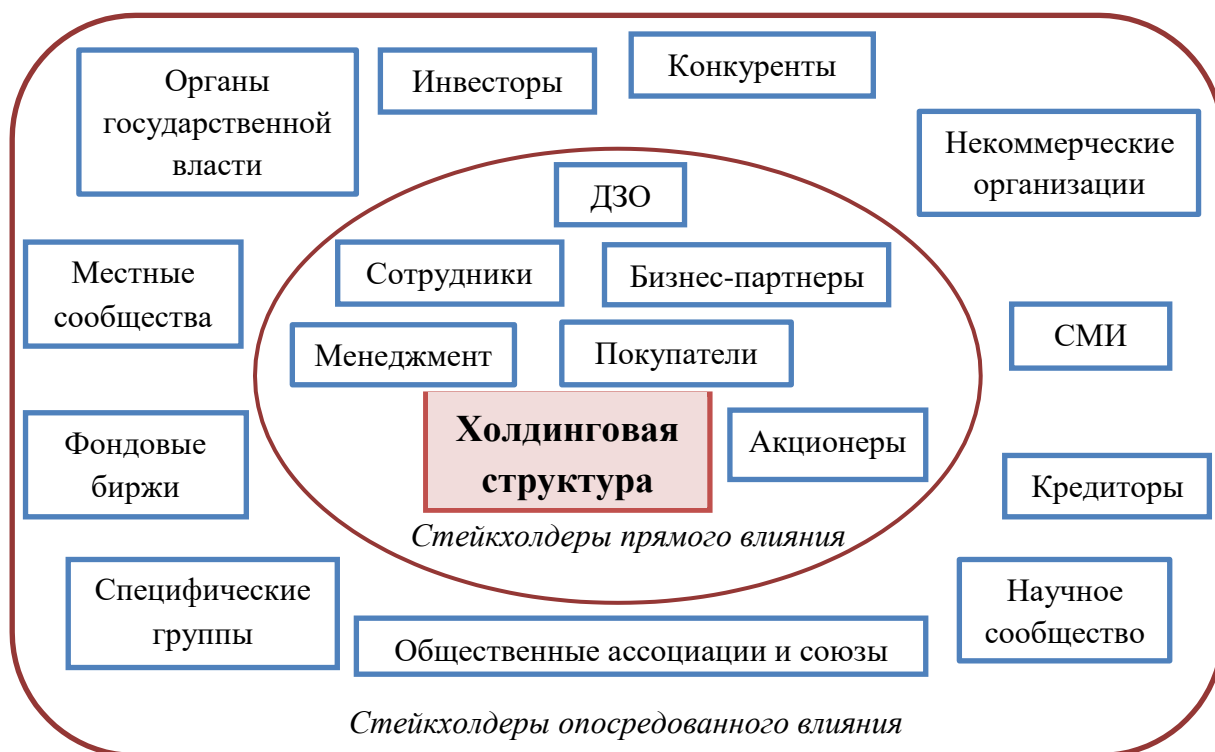 Органы
государственной
власти
Инвесторы
Конкуренты
Некоммерческие
организации
ДЗО
Сотрудники
Бизнес-партнеры
Местные
сообщества
Менеджмент
Покупатели
СМИ
Холдинговая
структура
Акционеры
Фондовые
биржи
Кредиторы
Стейкхолдеры прямого влияния
Специфические
группы
Общественные ассоциации и союзы
Научное
сообщество
Стейкхолдеры опосредованного влияния